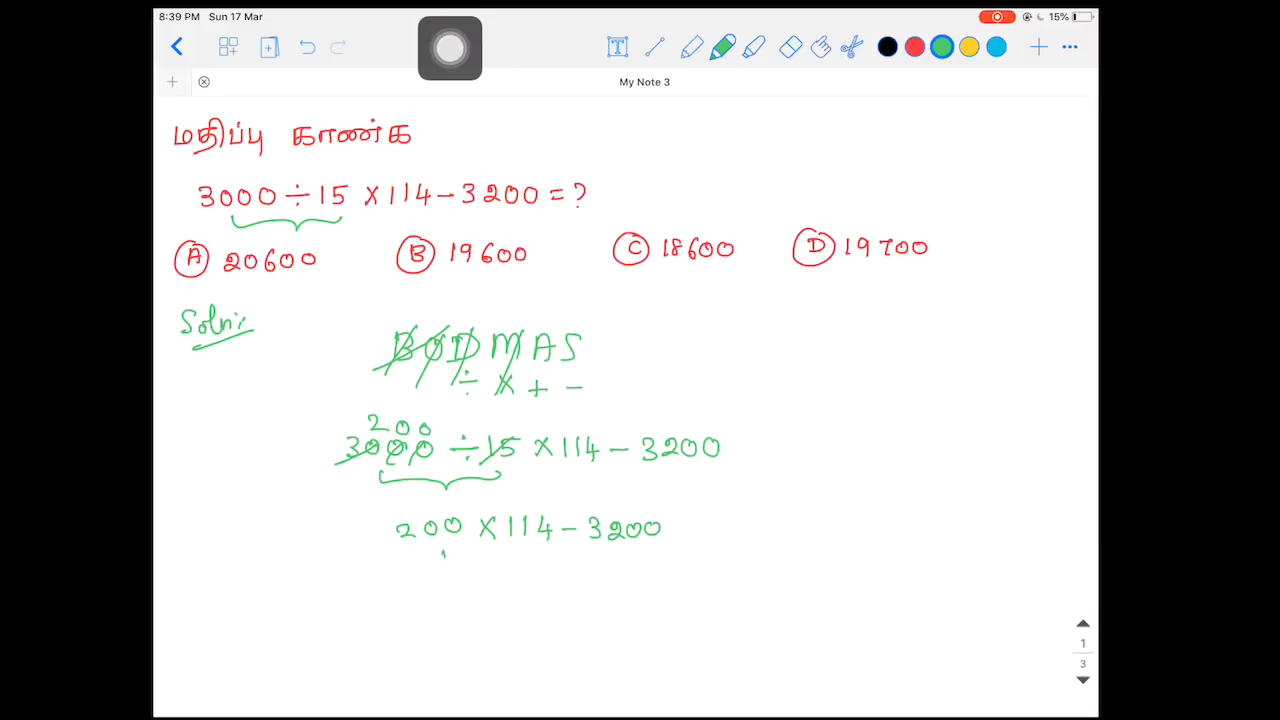 8:39 PM Sun 17 Mar 15%
My Note 3
மதிப்பு காண்க
3000 ÷ 15 × 114 − 3200 = ?
(A) 20600 (B) 19600 (C) 18600 (D) 19700
Soln:
BODMAS
÷ × + −
200
3000 ÷ 15 × 114 − 3200
200 × 114 − 3200
1
3